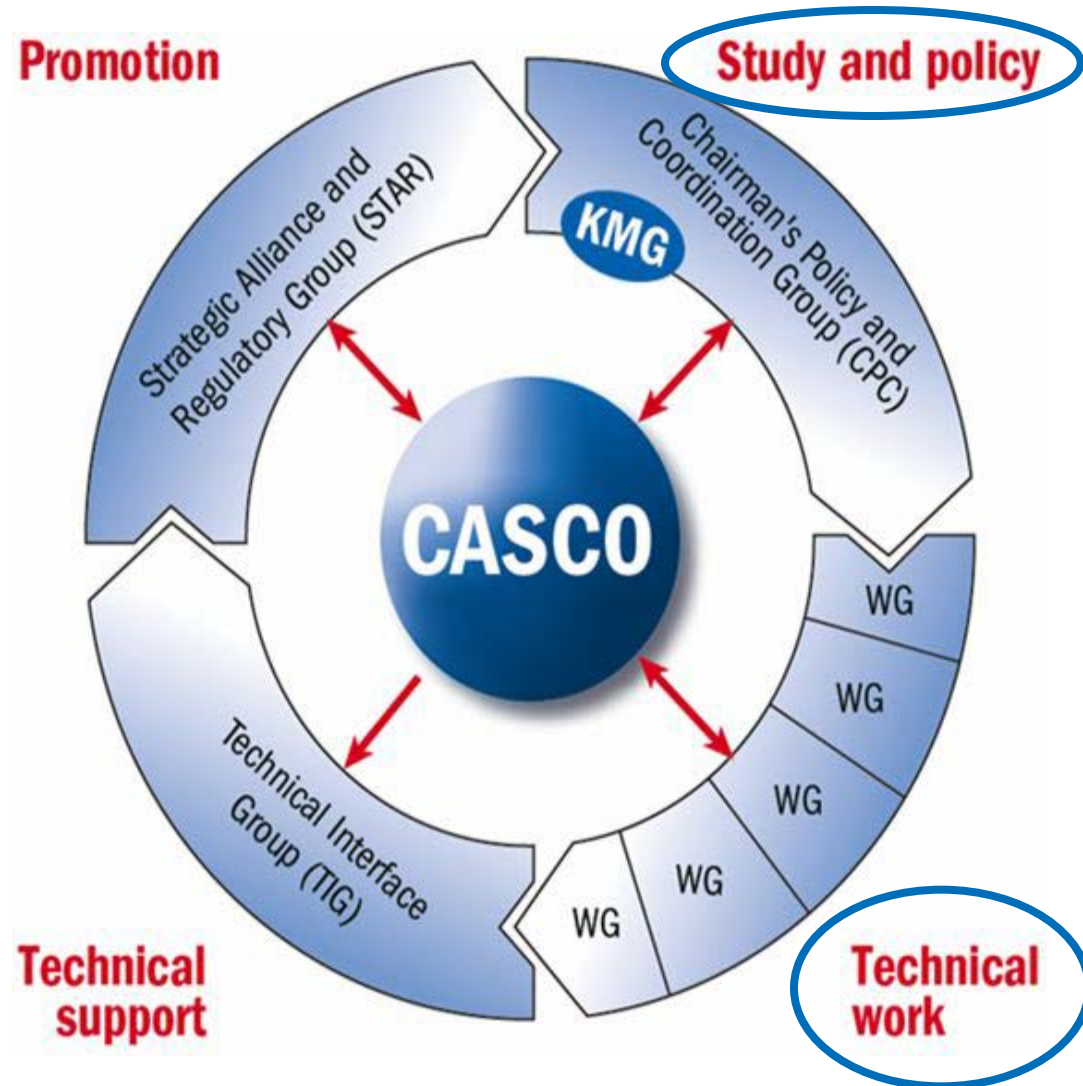 Promotion
Study and policy
Strategic Alliance and
Regulatory Group (STAR)
Chairman's Policy and
Coordination Group (CPC)
KMG
CASCO
WG
WG
WG
WG
WG
Technical Interface
Group (TIG)
Technical
support
Technical
work